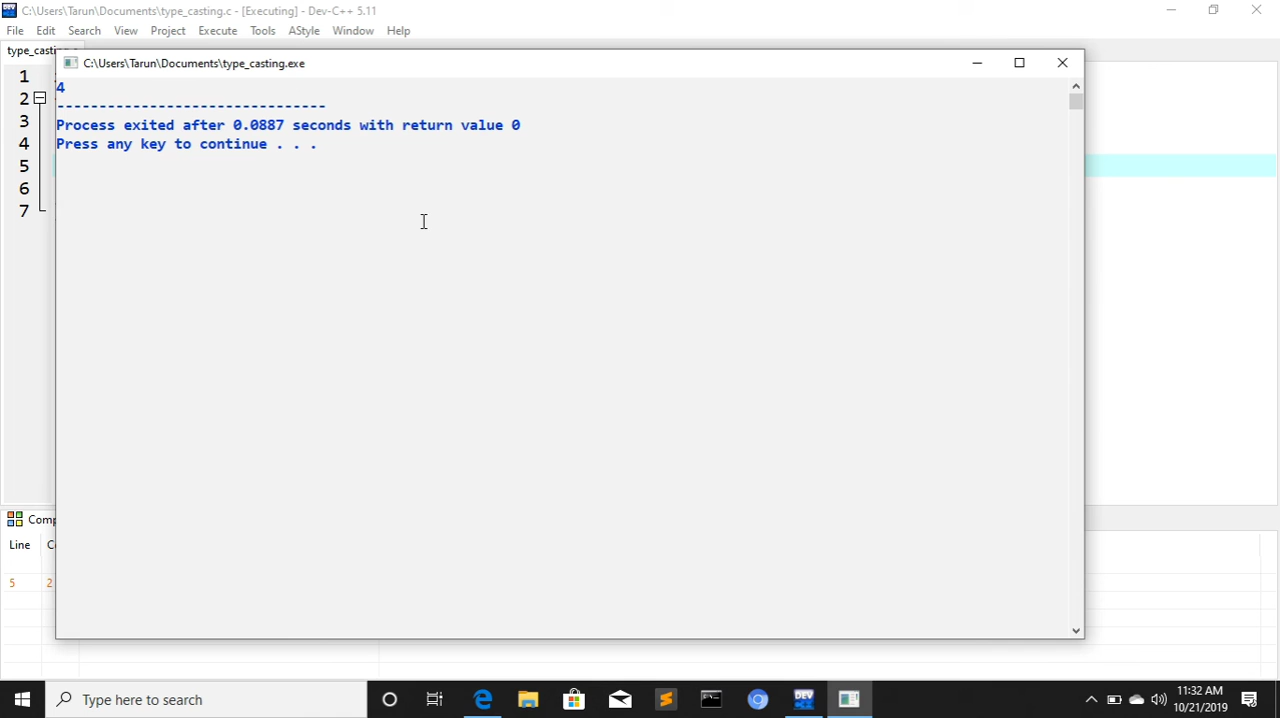 C:\Users\Tarun\Documents\type_casting.c - [Executing] - Dev-C++ 5.11
File Edit Search View Project Execute Tools AStyle Window Help
type_casting.c
C:\Users\Tarun\Documents\type_casting.exe
1
2
3
4
5
6
7
4
--------------------------------
Process exited after 0.0887 seconds with return value 0
Press any key to continue . . .
Comp
Line C
5 2
Type here to search
DEV
11:32 AM
10/21/2019